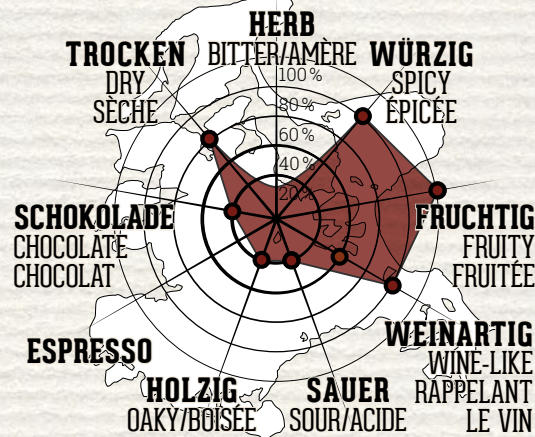 HERB
BITTER/AMÈRE
TROCKEN
DRY
SÈCHE
WÜRZIG
SPICY
ÉPICÉE
100%
80%
60%
40%
20%
SCHOKOLADE
CHOCOLATE
CHOCOLAT
FRUCHTIG
FRUITY
FRUITÉE
ESPRESSO
WEINARTIG
WINE-LIKE
RAPPELANT
LE VIN
HOLZIG
OAKY/BOISÉE
SAUER
SOUR/ACIDE